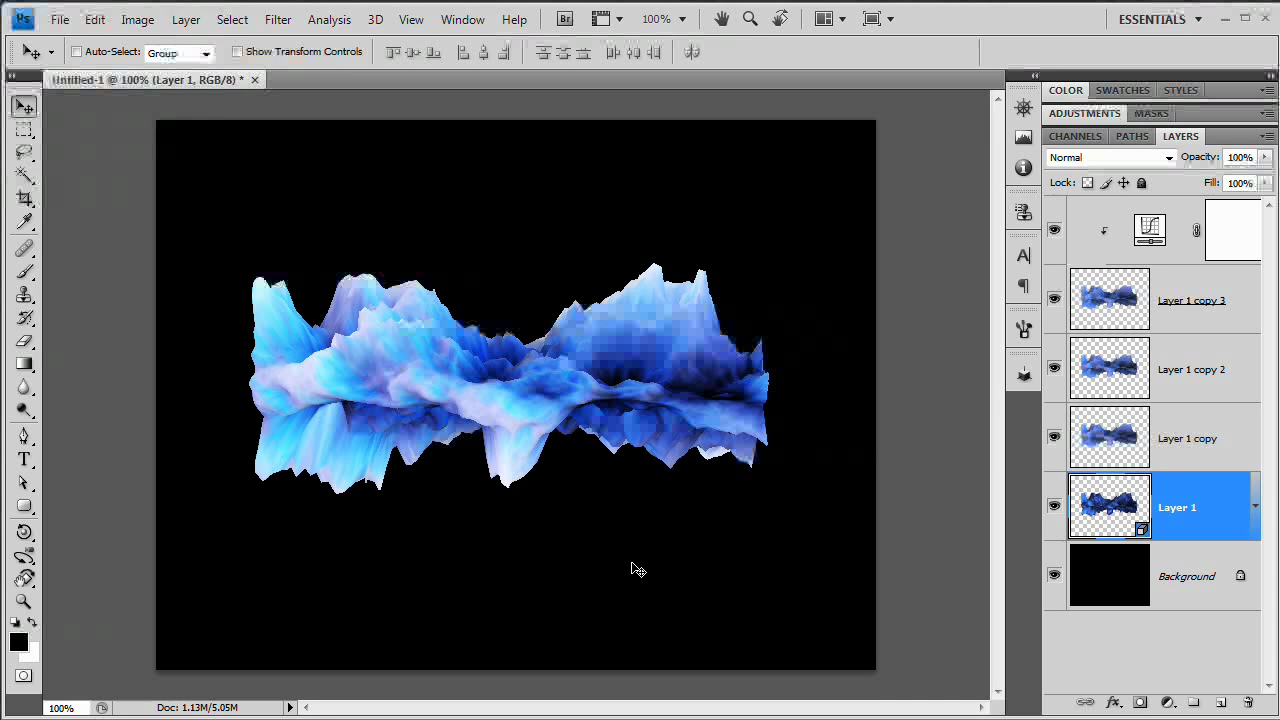 Ps File Edit Image Layer Select Filter Analysis 3D View Window Help Br 100% ESSENTIALS
Auto-Select: Group Show Transform Controls
Untitled-1 @ 100% (Layer 1, RGB/8) *
COLOR SWATCHES STYLES
ADJUSTMENTS MASKS
CHANNELS PATHS LAYERS
Normal Opacity: 100%
Lock: Fill: 100%
Layer 1 copy 3
Layer 1 copy 2
Layer 1 copy
Layer 1
Background
100% Doc: 1.13M/5.05M